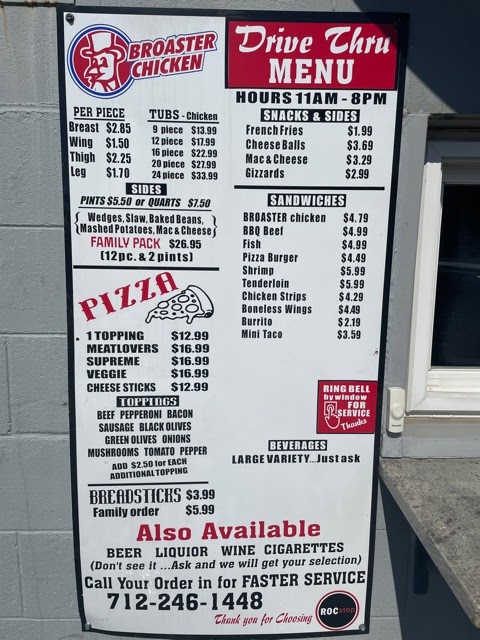 BROASTER
CHICKEN
Drive Thru
MENU
HOURS 11AM - 8PM
PER PIECE
Breast $2.85
Wing $1.50
Thigh $2.25
Leg $1.70
TUBS - Chicken
9 piece $13.99
12 piece $17.99
16 piece $22.99
20 piece $27.99
24 piece $33.99
SIDES
PINTS $5.50 or QUARTS $7.50
Wedges, Slaw, Baked Beans,
Mashed Potatoes, Mac & Cheese
FAMILY PACK $26.95
(12pc. & 2 pints)
SNACKS & SIDES
French Fries $1.99
Cheese Balls $3.69
Mac & Cheese $3.29
Gizzards $2.99
SANDWICHES
BROASTER chicken $4.79
BBQ Beef $4.99
Fish $4.99
Pizza Burger $4.49
Shrimp $5.99
Tenderloin $5.99
Chicken Strips $4.29
Boneless Wings $4.49
Burrito $2.19
Mini Taco $3.59
PIZZA
1 TOPPING $12.99
MEATLOVERS $16.99
SUPREME $16.99
VEGGIE $16.99
CHEESE STICKS $12.99
TOPPINGS
BEEF PEPPERONI BACON
SAUSAGE BLACK OLIVES
GREEN OLIVES ONIONS
MUSHROOMS TOMATO PEPPER
ADD $2.50 for EACH
ADDITIONAL TOPPING
BREADSTICKS $3.99
Family order $5.99
RING BELL
by window
FOR
SERVICE
Thanks
BEVERAGES
LARGE VARIETY...Just ask
Also Available
BEER LIQUIOR WINE CIGARETTES
(Don't see it ...Ask and we will get your selection)
Call Your Order in for FASTER SERVICE
712-246-1448
Thank you for Choosing
ROC stop